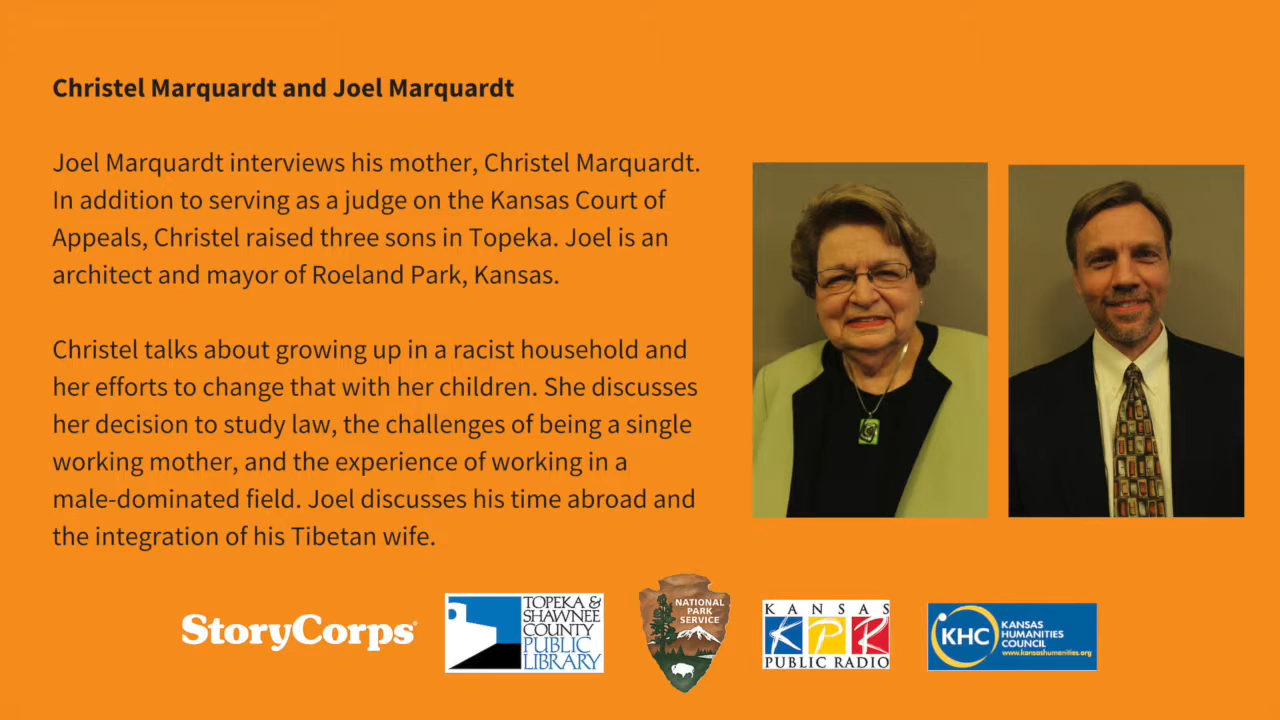 Christel Marquardt and Joel Marquardt
Joel Marquardt interviews his mother, Christel Marquardt.
In addition to serving as a judge on the Kansas Court of
Appeals, Christel raised three sons in Topeka. Joel is an
architect and mayor of Roeland Park, Kansas.
Christel talks about growing up in a racist household and
her efforts to change that with her children. She discusses
her decision to study law, the challenges of being a single
working mother, and the experience of working in a
male-dominated field. Joel discusses his time abroad and
the integration of his Tibetan wife.
StoryCorps®
TOPEKA &
SHAWNEE
COUNTY
PUBLIC
LIBRARY
NATIONAL
PARK
SERVICE
KANSAS
KPR
PUBLIC RADIO
KHC
KANSAS
HUMANITIES
COUNCIL
www.kansashumanities.org